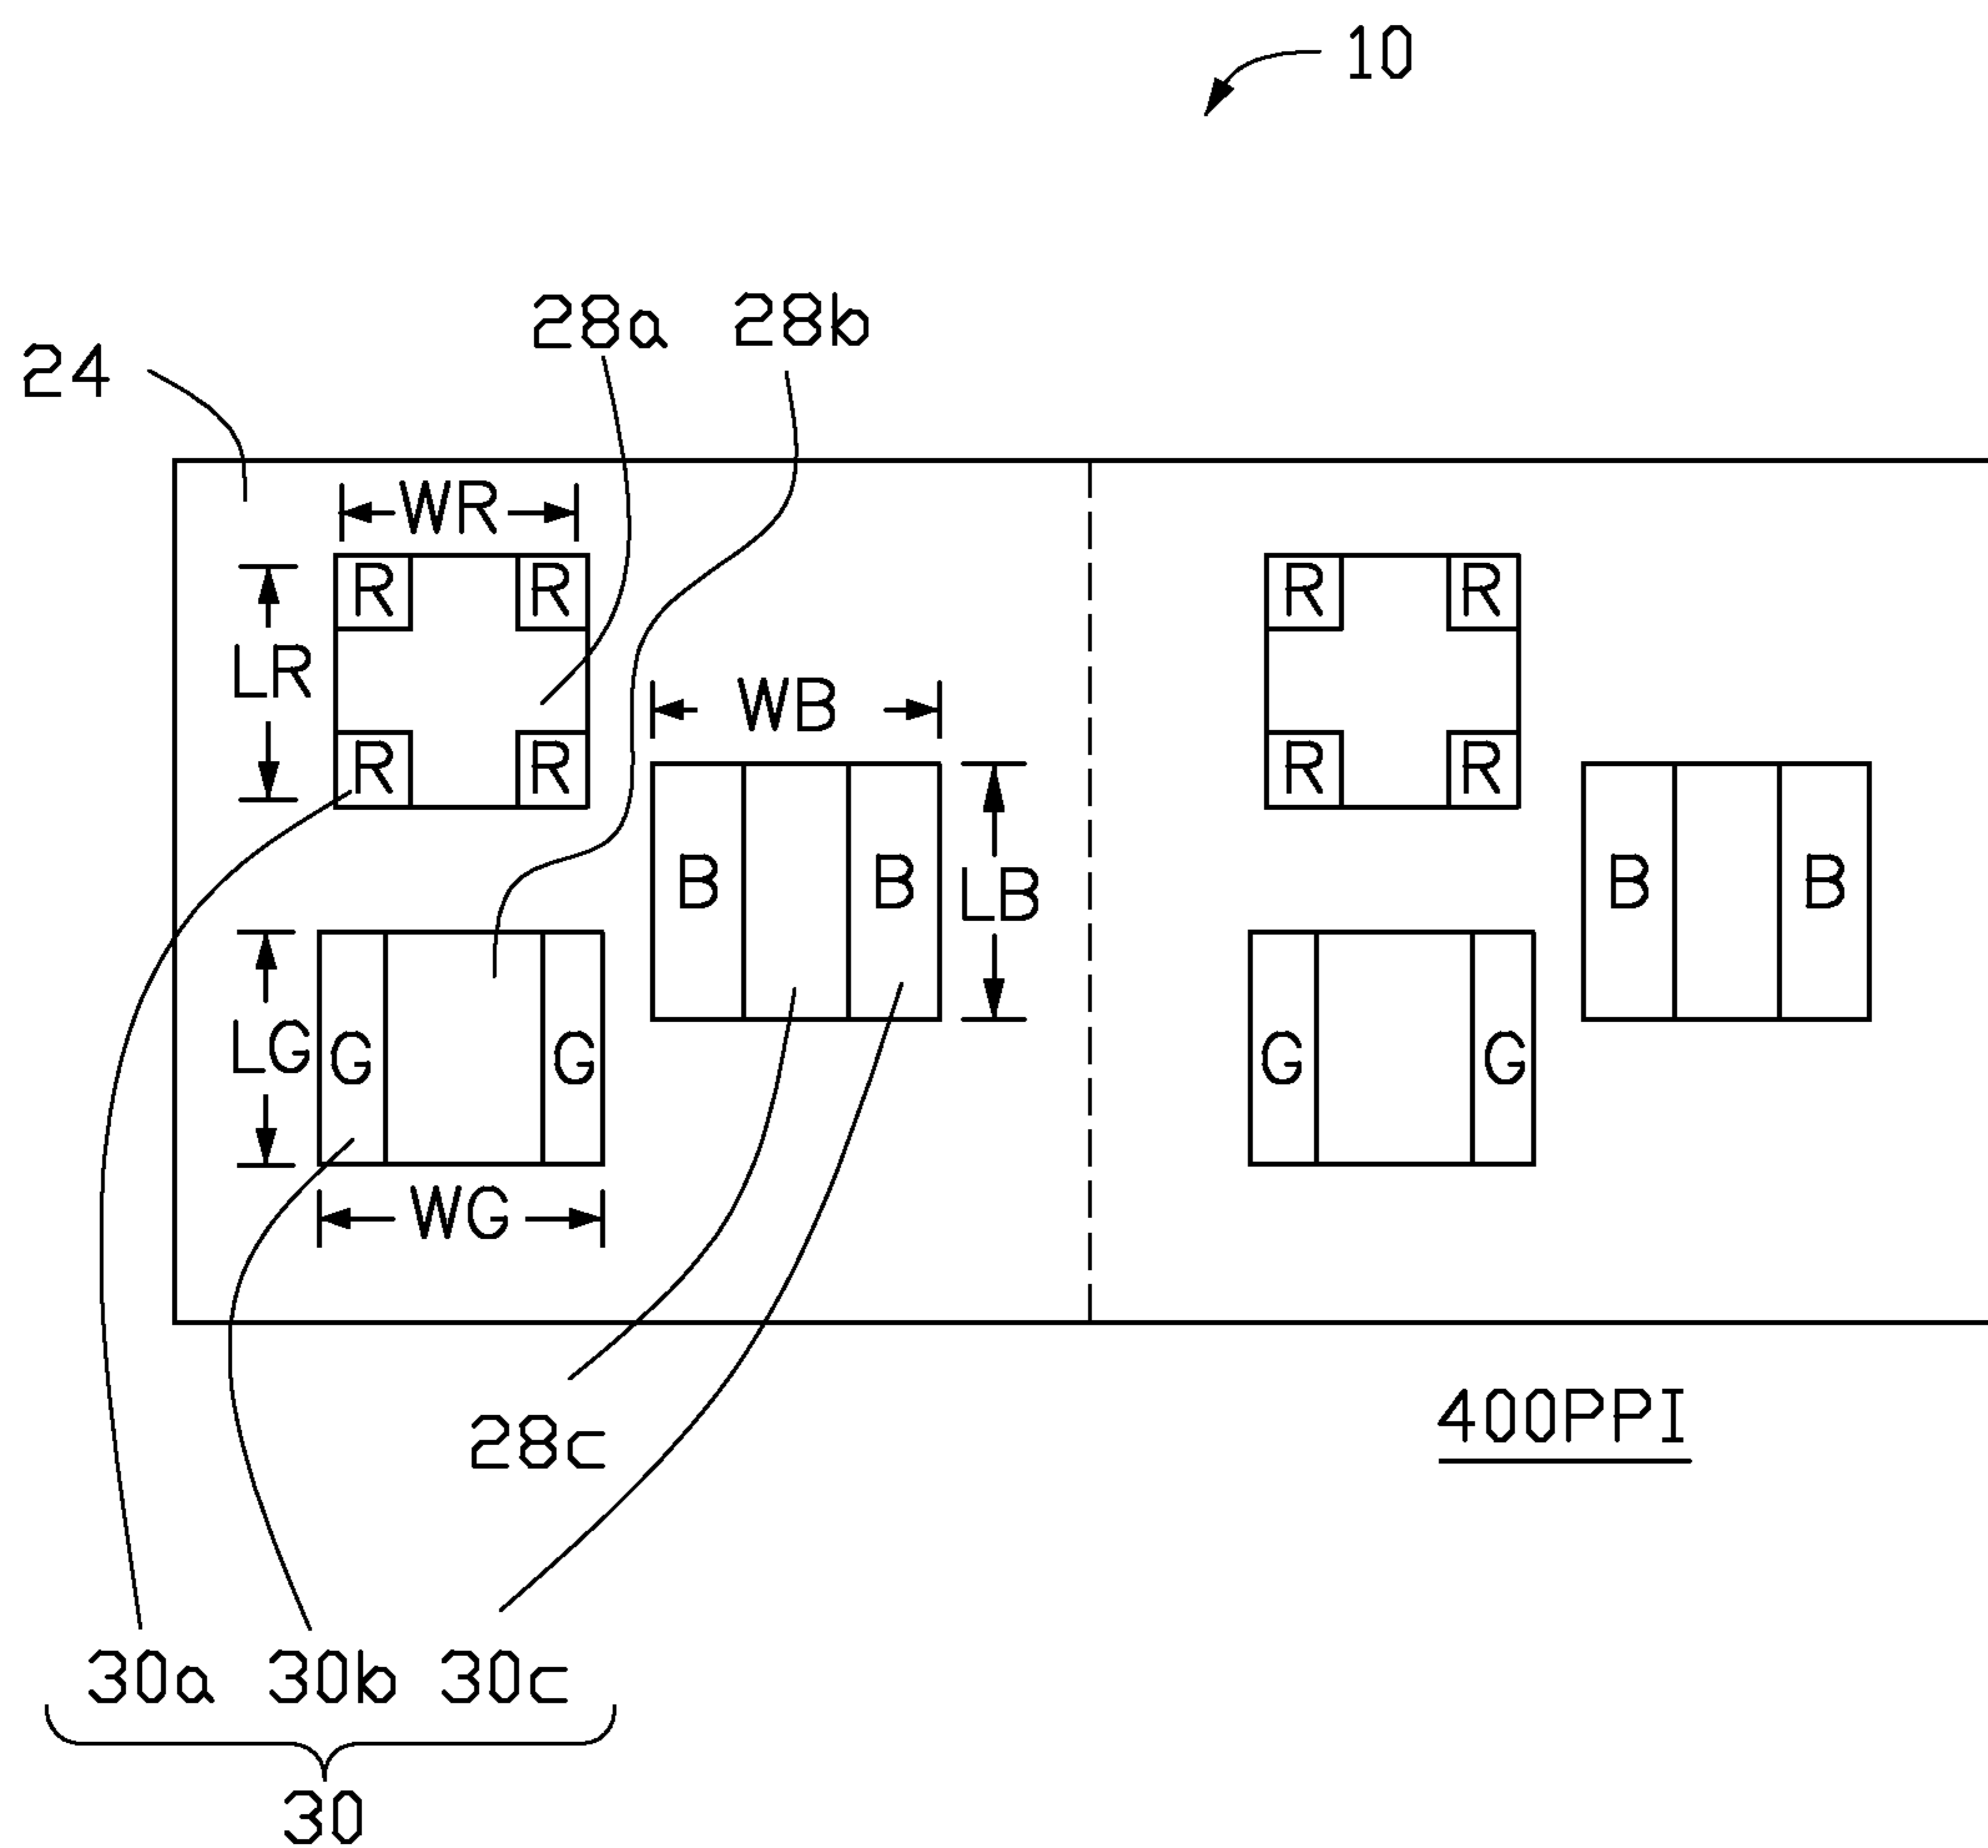 10
28a 28b
24
WR
R R R R
LR
R R R R
WB
B B LB B B
LG G G G G
WG
28c
400PPI
30a 30b 30c
30